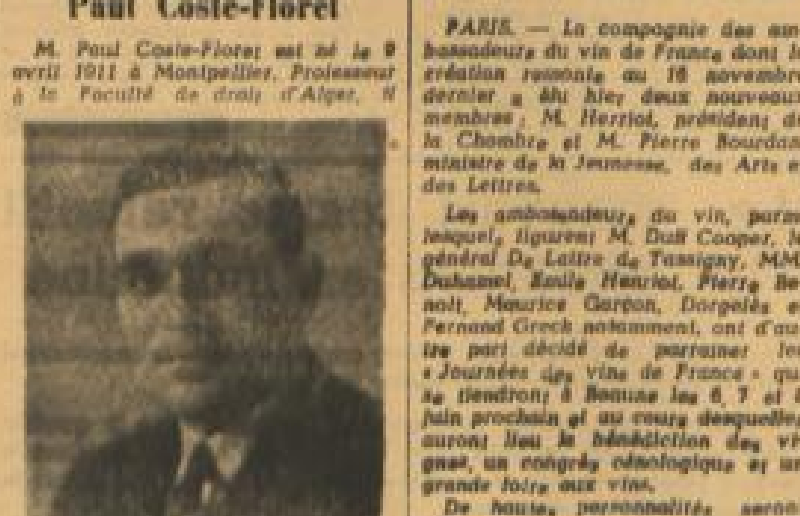 Paul Coste-Floret
M. Paul Coste-Floret est né le 9
avril 1911 à Montpellier. Professeur
à la Faculté de droit d'Alger, il
PARIS. — La compagnie des am-
bassadeurs du vin de France dont la
création remonte au 16 novembre
dernier a élu hier deux nouveaux
membres : M. Herriot, président de
la Chambre et M. Pierre Bourdan
ministre de la Jeunesse, des Arts et
des Lettres.
Les ambassadeurs du vin, parmi
lesquels figurent M. Duff Cooper, le
général De Lattre de Tassigny, MM.
Duhamel, Emile Henriot, Pierre Be-
noit, Maurice Garçon, Dorgelès et
Fernand Grech notamment, ont d'au-
tre part décidé de parrainer les
« Journées des vins de France » qui
se tiendront à Beaune les 6, 7 et
juin prochain et au cours desquelles
auront lieu la bénédiction des vi-
gnes, un congrès œnologique et une
grande foire aux vins.
De hautes personnalités seront